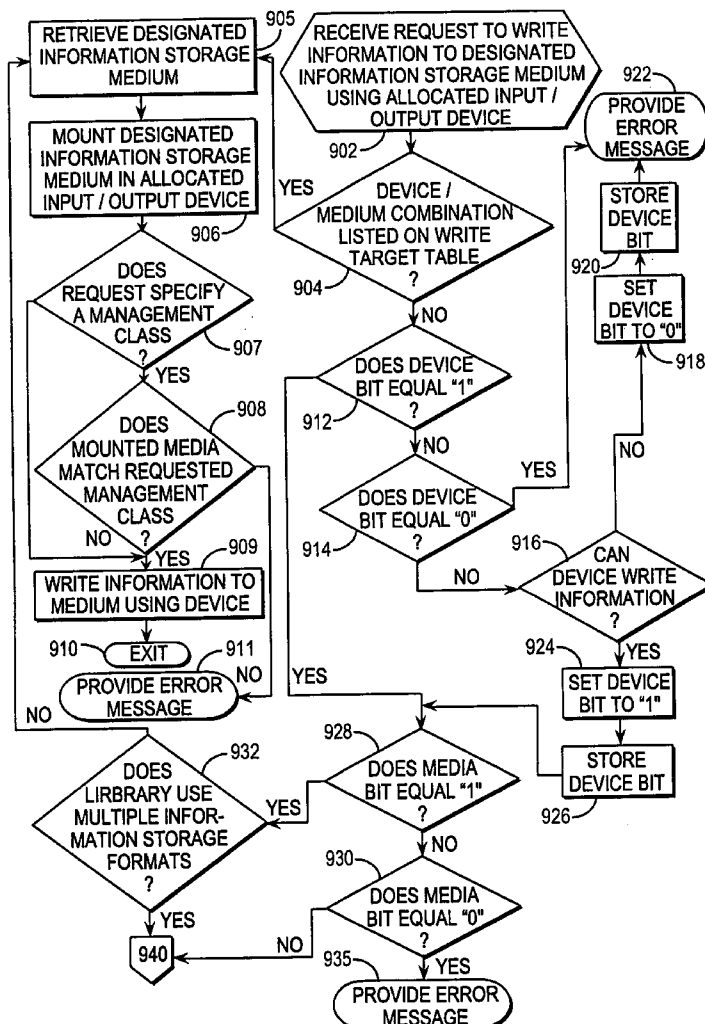 905
RETRIEVE DESIGNATED
INFORMATION STORAGE
MEDIUM
MOUNT DESIGNATED
INFORMATION STORAGE
MEDIUM IN ALLOCATED
INPUT / OUTPUT DEVICE
906
DOES
REQUEST SPECIFY
A MANAGEMENT
CLASS
?
907
YES
DOES
MOUNTED MEDIA
MATCH REQUESTED
MANAGEMENT
CLASS
?
908
NO
YES
909
WRITE INFORMATION TO
MEDIUM USING DEVICE
910
EXIT
911
PROVIDE ERROR
MESSAGE
NO
NO
932
DOES
LIRBRARY USE
MULTIPLE INFOR-
MATION STORAGE
FORMATS
?
YES
940
RECEIVE REQUEST TO WRITE
INFORMATION TO DESIGNATED
INFORMATION STORAGE MEDIUM
USING ALLOCATED INPUT /
OUTPUT DEVICE
902
YES
DEVICE /
MEDIUM COMBINATION
LISTED ON WRITE
TARGET TABLE
?
904
NO
DOES DEVICE
BIT EQUAL "1"
?
912
NO
YES
DOES DEVICE
BIT EQUAL "0"
?
914
YES
NO
922
PROVIDE
ERROR
MESSAGE
STORE
DEVICE
BIT
920
SET
DEVICE
BIT TO "0"
918
NO
916
CAN
DEVICE WRITE
INFORMATION
?
YES
924
SET DEVICE
BIT TO "1"
STORE
DEVICE BIT
926
928
DOES MEDIA
BIT EQUAL "1"
?
YES
NO
930
DOES MEDIA
BIT EQUAL "0"
?
NO
YES
935
PROVIDE ERROR
MESSAGE